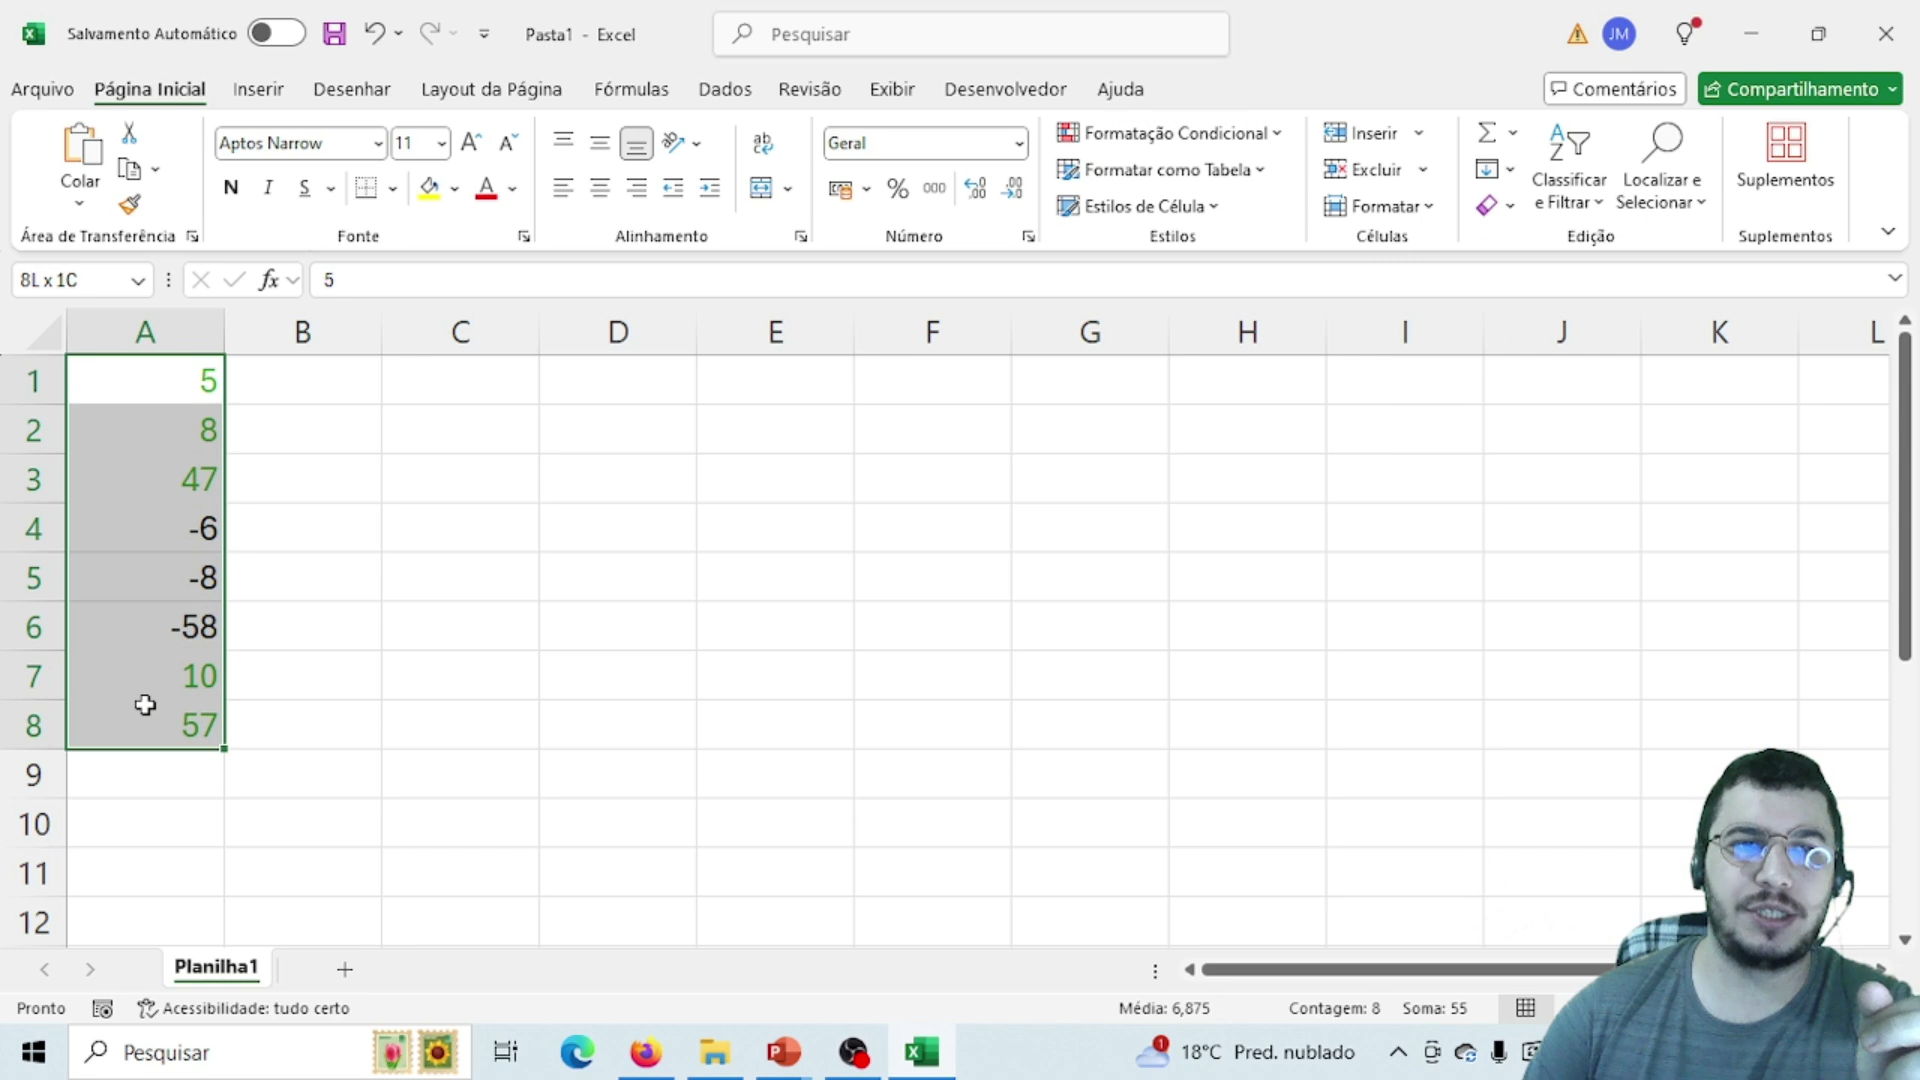 Salvamento Automático
Pasta1 - Excel
Pesquisar
JM
Arquivo
Página Inicial
Inserir
Desenhar
Layout da Página
Fórmulas
Dados
Revisão
Exibir
Desenvolvedor
Ajuda
Comentários
Compartilhamento
Colar
Área de Transferência
Aptos Narrow
11
N
I
S
A
Fonte
ab
Alinhamento
Geral
%
000
Número
Formatação Condicional
Formatar como Tabela
Estilos de Célula
Estilos
Inserir
Excluir
Formatar
Células
Classificar
e Filtrar
Localizar e
Selecionar
Edição
Suplementos
Suplementos
8L x 1C
fx
5
A B C D E F G H I J K L
1 5
2 8
3 47
4 -6
5 -8
6 -58
7 10
8 57
9
10
11
12
Planilha1
Pronto
Acessibilidade: tudo certo
Média: 6,875
Contagem: 8
Soma: 55
Pesquisar
1
18°C Pred. nublado